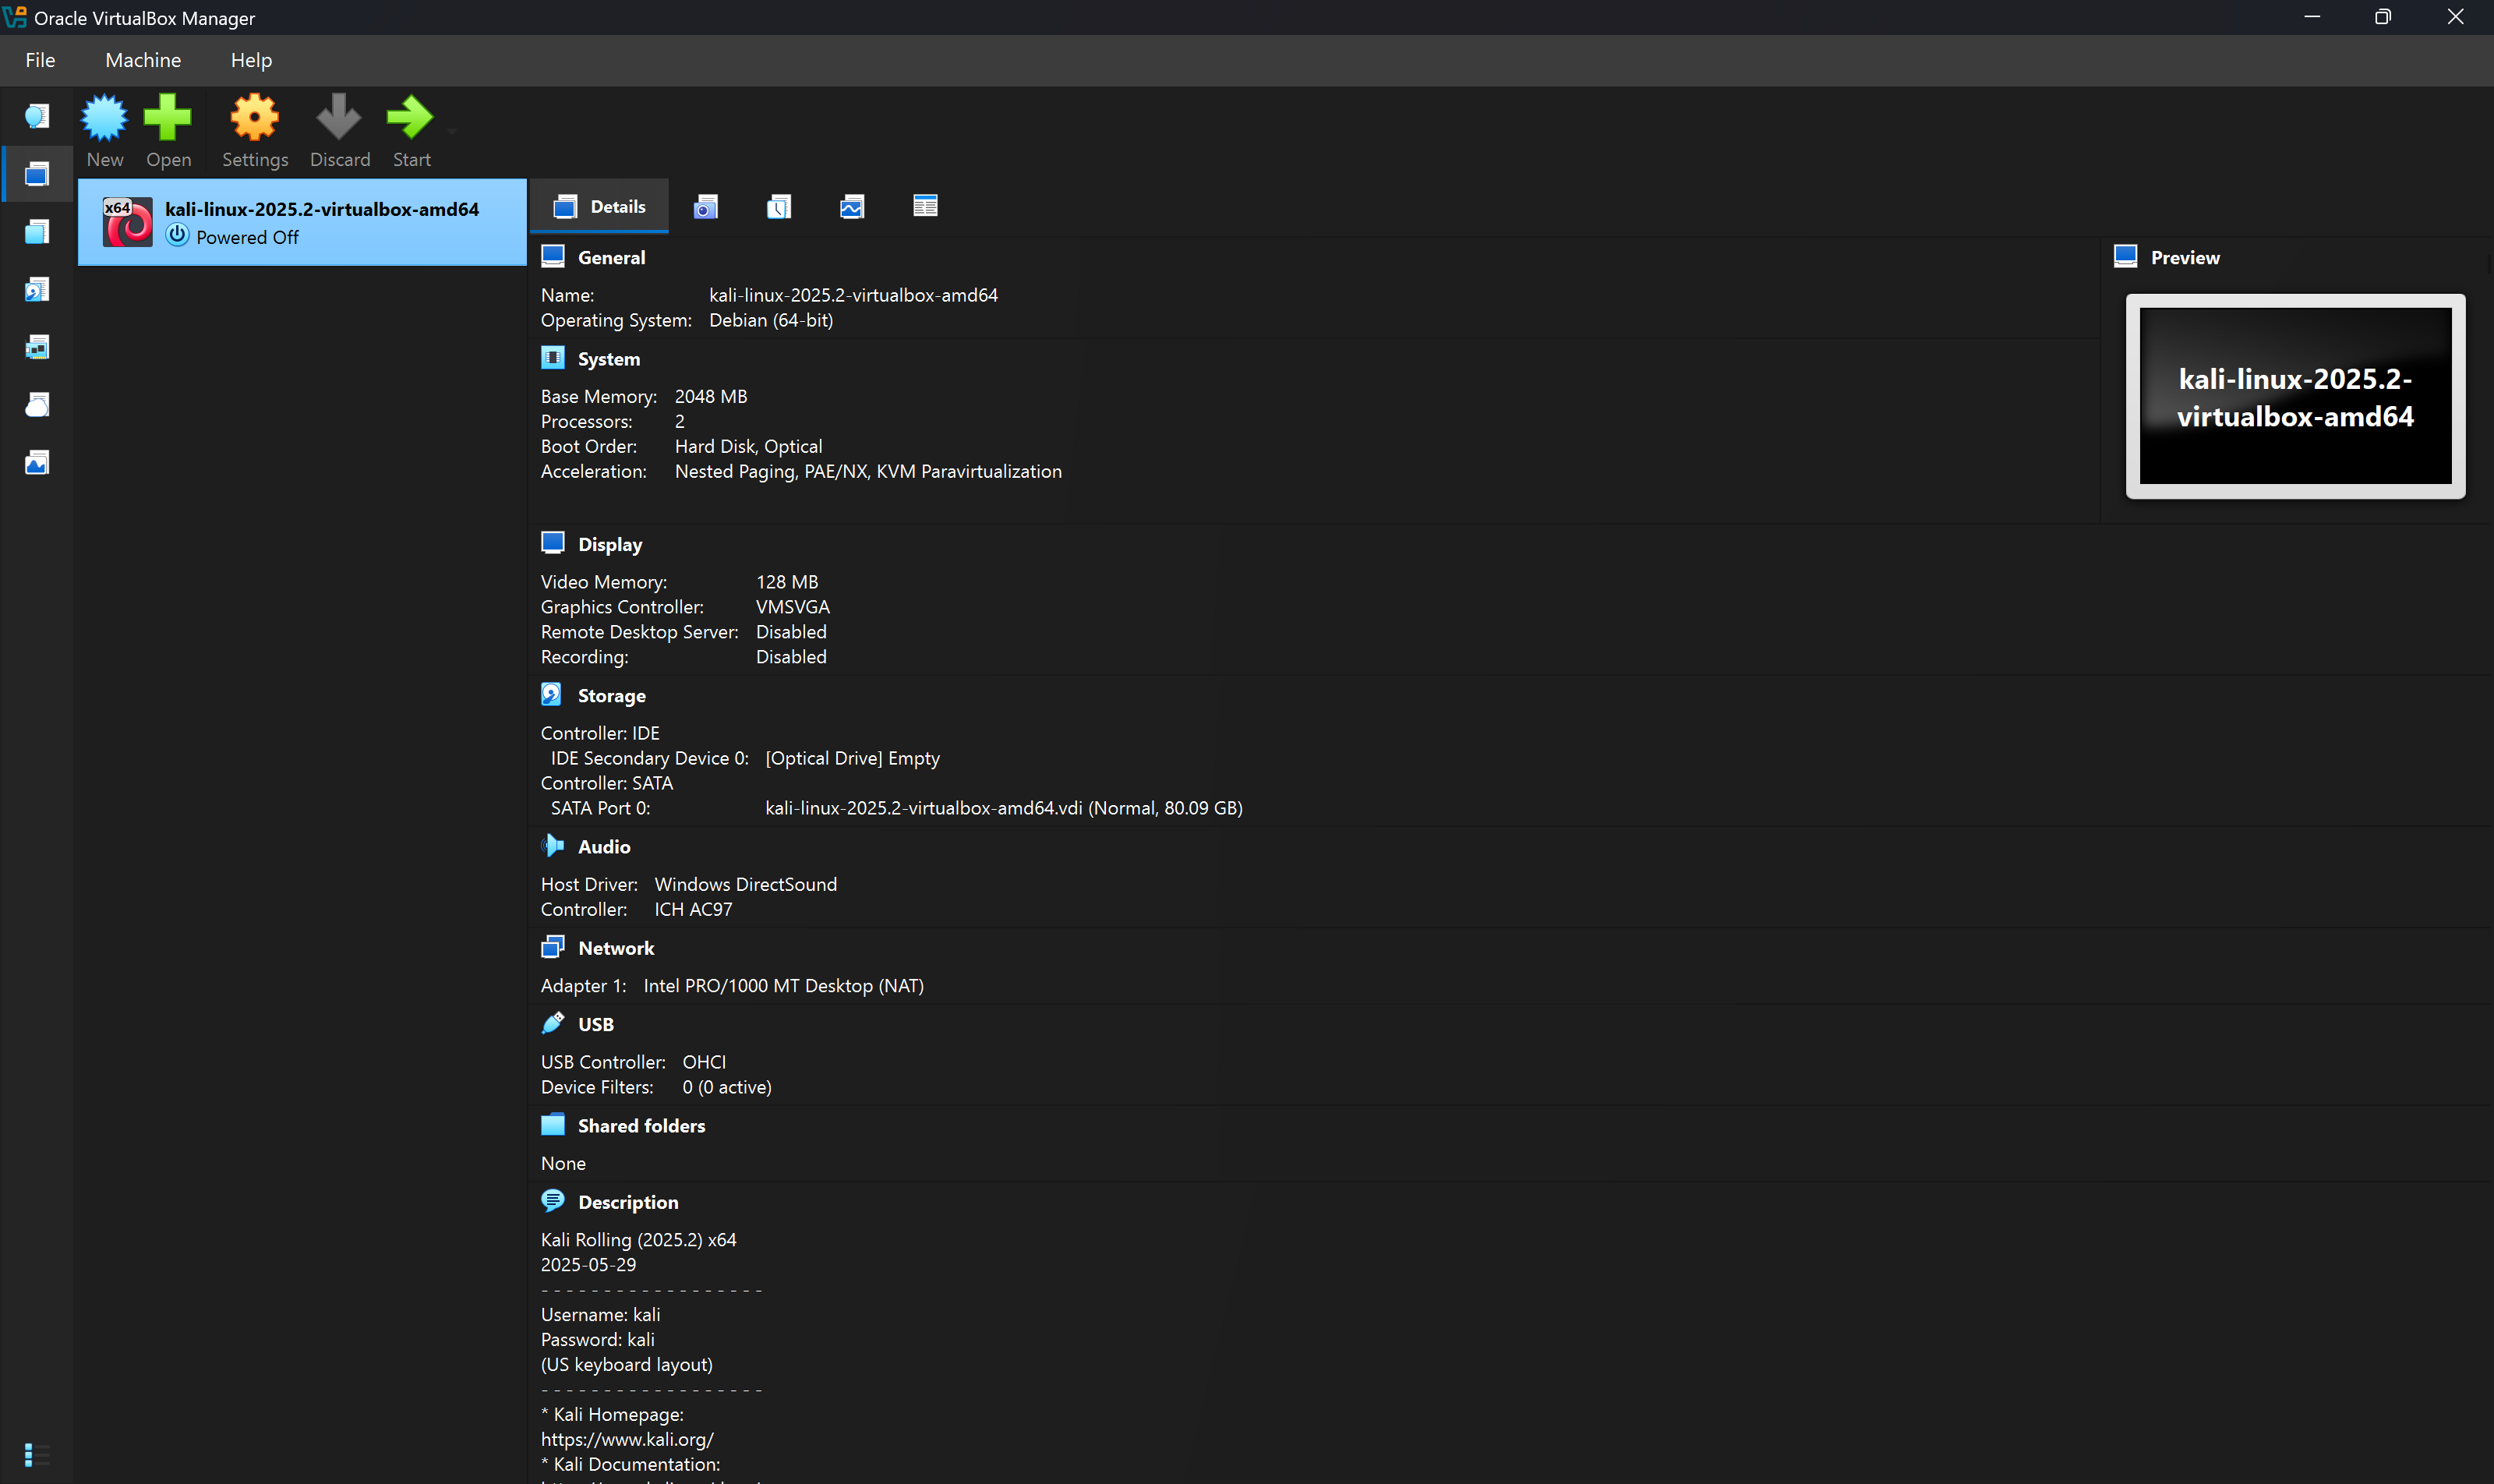 Oracle VirtualBox Manager
File Machine Help
New Open Settings Discard Start
x64
kali-linux-2025.2-virtualbox-amd64
Powered Off
Details
General
Name: kali-linux-2025.2-virtualbox-amd64
Operating System: Debian (64-bit)
System
Base Memory: 2048 MB
Processors: 2
Boot Order: Hard Disk, Optical
Acceleration: Nested Paging, PAE/NX, KVM Paravirtualization
Preview
kali-linux-2025.2-
virtualbox-amd64
Display
Video Memory: 128 MB
Graphics Controller: VMSVGA
Remote Desktop Server: Disabled
Recording: Disabled
Storage
Controller: IDE
IDE Secondary Device 0: [Optical Drive] Empty
Controller: SATA
SATA Port 0: kali-linux-2025.2-virtualbox-amd64.vdi (Normal, 80.09 GB)
Audio
Host Driver: Windows DirectSound
Controller: ICH AC97
Network
Adapter 1: Intel PRO/1000 MT Desktop (NAT)
USB
USB Controller: OHCI
Device Filters: 0 (0 active)
Shared folders
None
Description
Kali Rolling (2025.2) x64
2025-05-29
- - - - - - - - - - - - - - - - - -
Username: kali
Password: kali
(US keyboard layout)
- - - - - - - - - - - - - - - - - -
* Kali Homepage:
https://www.kali.org/
* Kali Documentation: